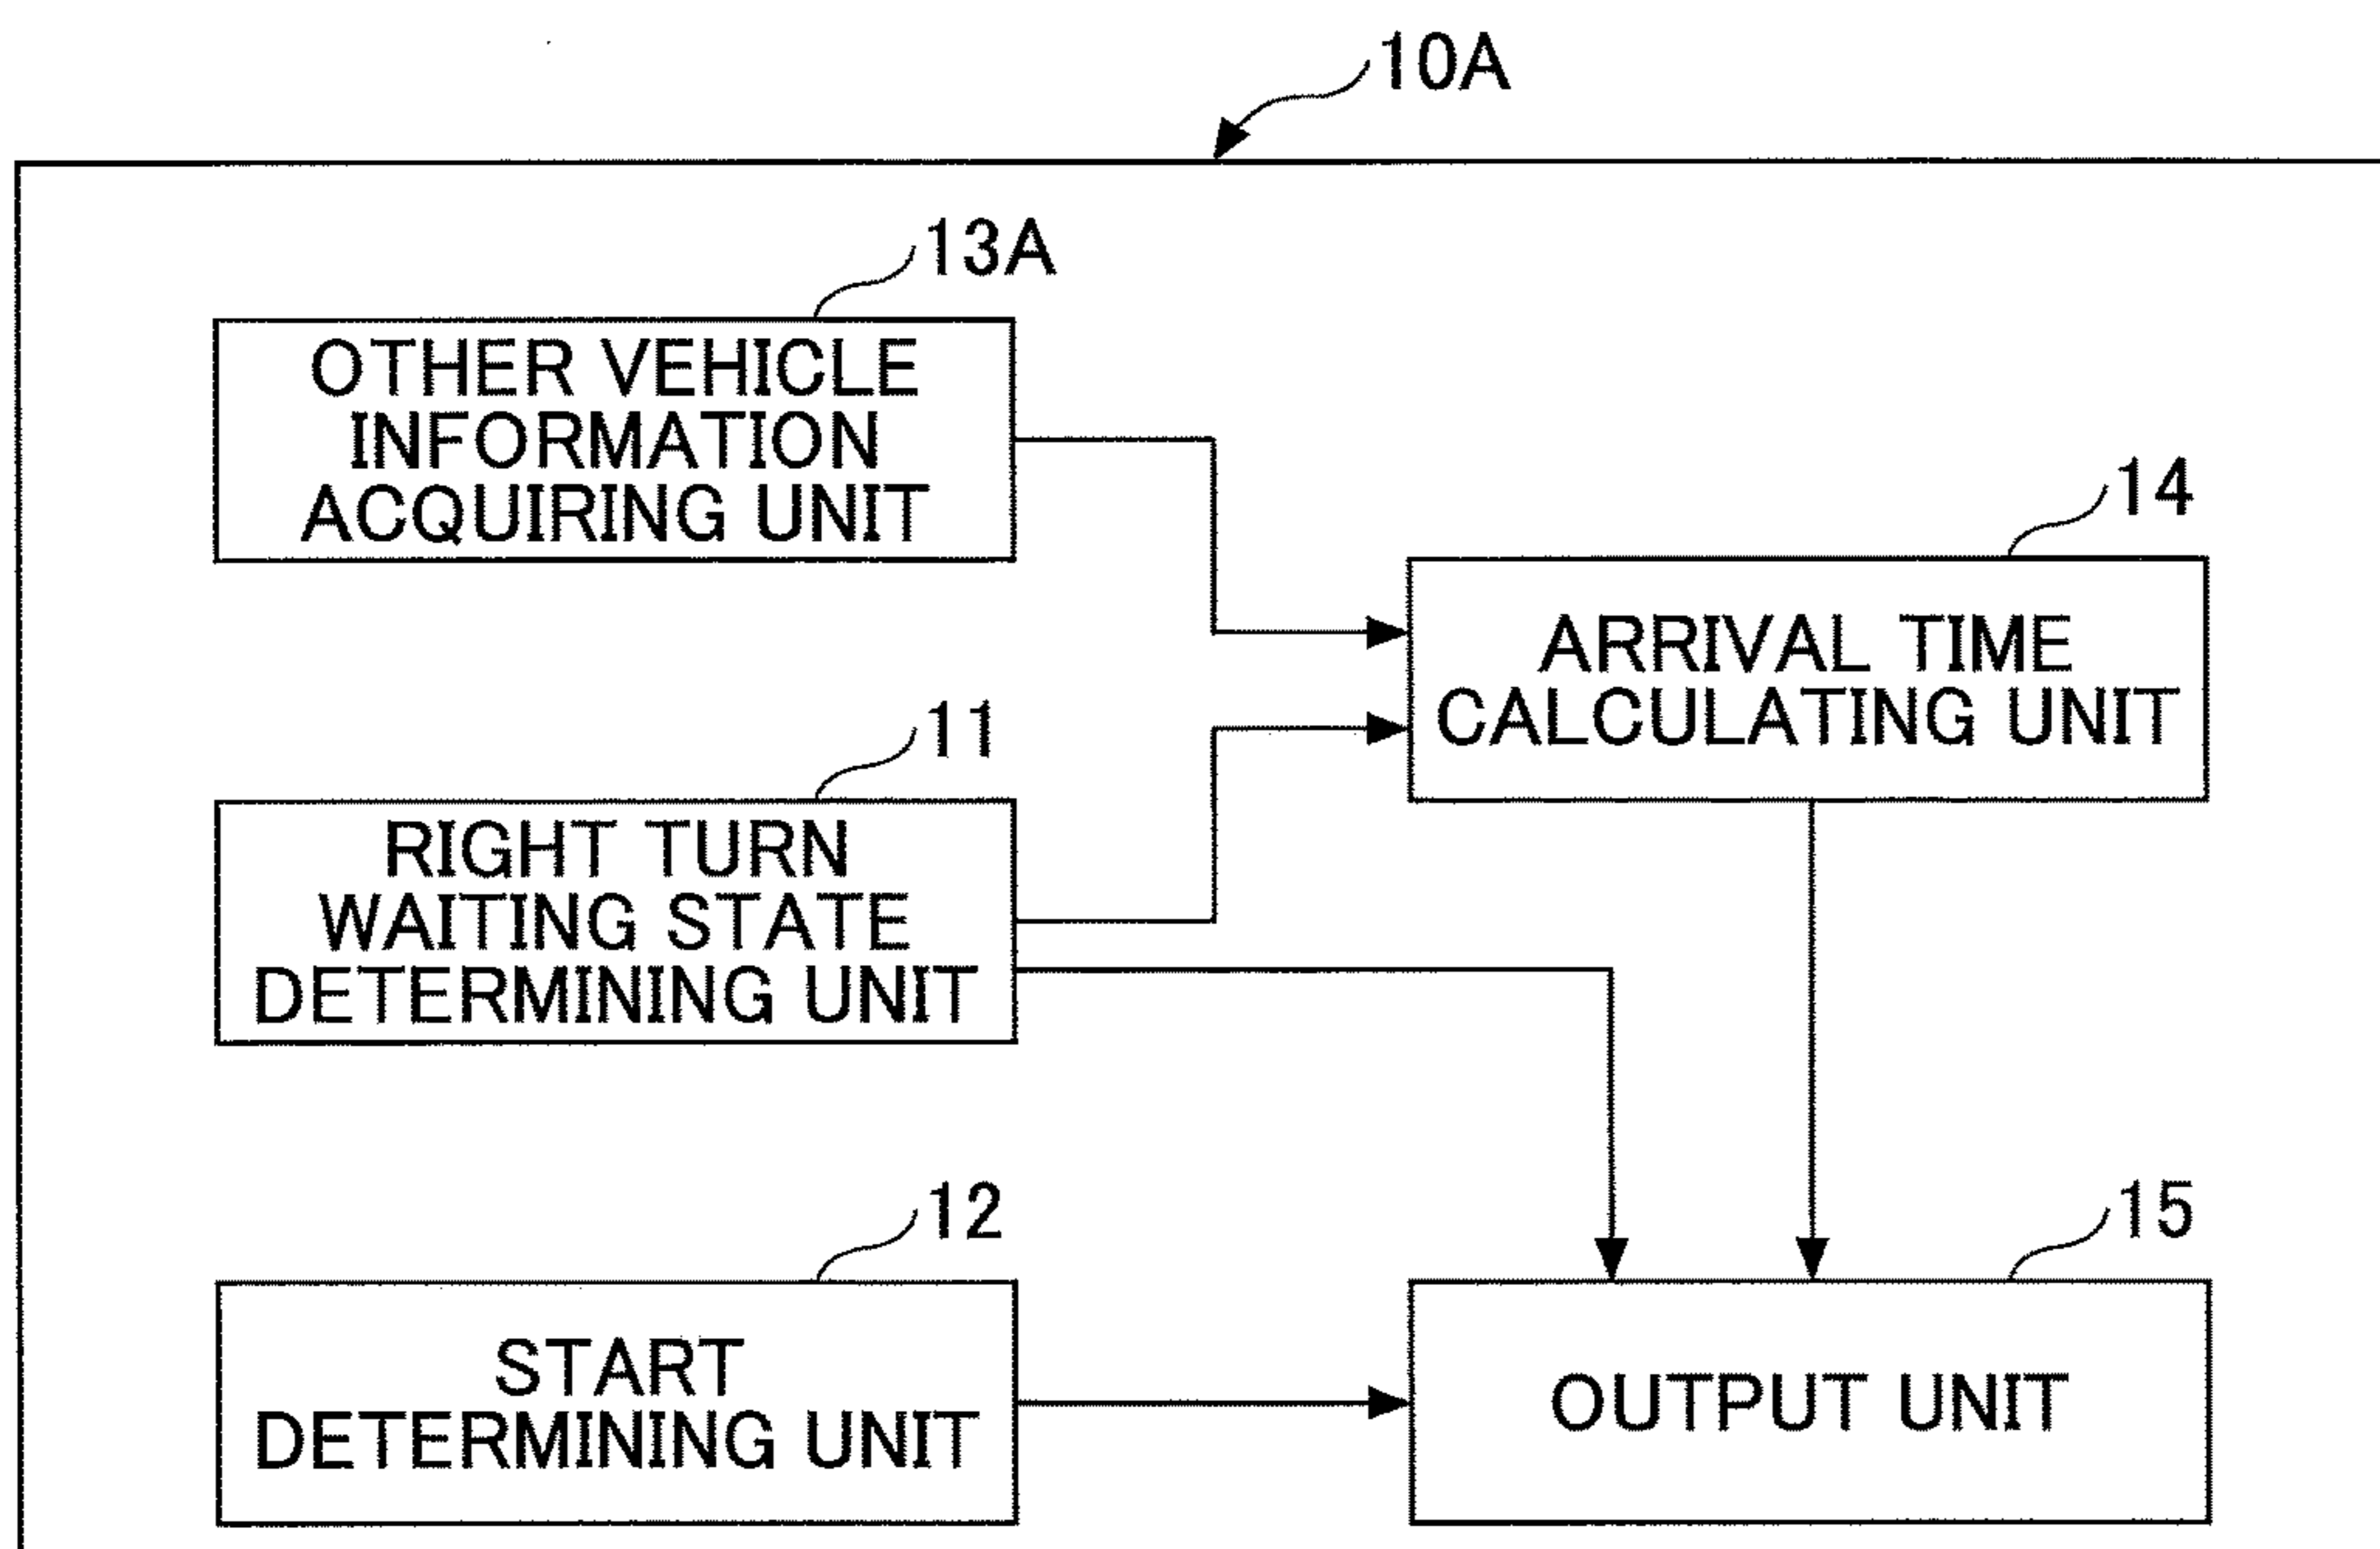 10A
13A
OTHER VEHICLE
INFORMATION
ACQUIRING UNIT
14
ARRIVAL TIME
CALCULATING UNIT
11
RIGHT TURN
WAITING STATE
DETERMINING UNIT
12
START
DETERMINING UNIT
15
OUTPUT UNIT